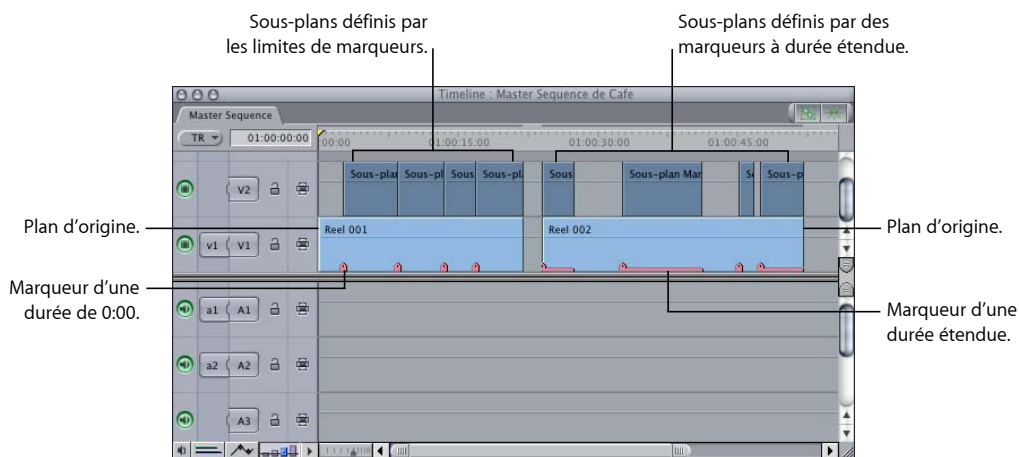 Sous-plans définis par
les limites de marqueurs.
Sous-plans définis par des
marqueurs à durée étendue.
Timeline : Master Sequence de Cafe
Master Sequence
TR 01:00:00:00 :00:00 01:00:15:00 01:00:30:00 01:00:45:00
V2 Sous-plan Sous-pl Sous Sous-pl Sous Sous-plan Mar S Sous-p
Plan d’origine.
v1 V1 Reel 001 Reel 002
Plan d’origine.
Marqueur d’une
durée de 0:00.
a1 A1
Marqueur d’une
durée étendue.
a2 A2
A3